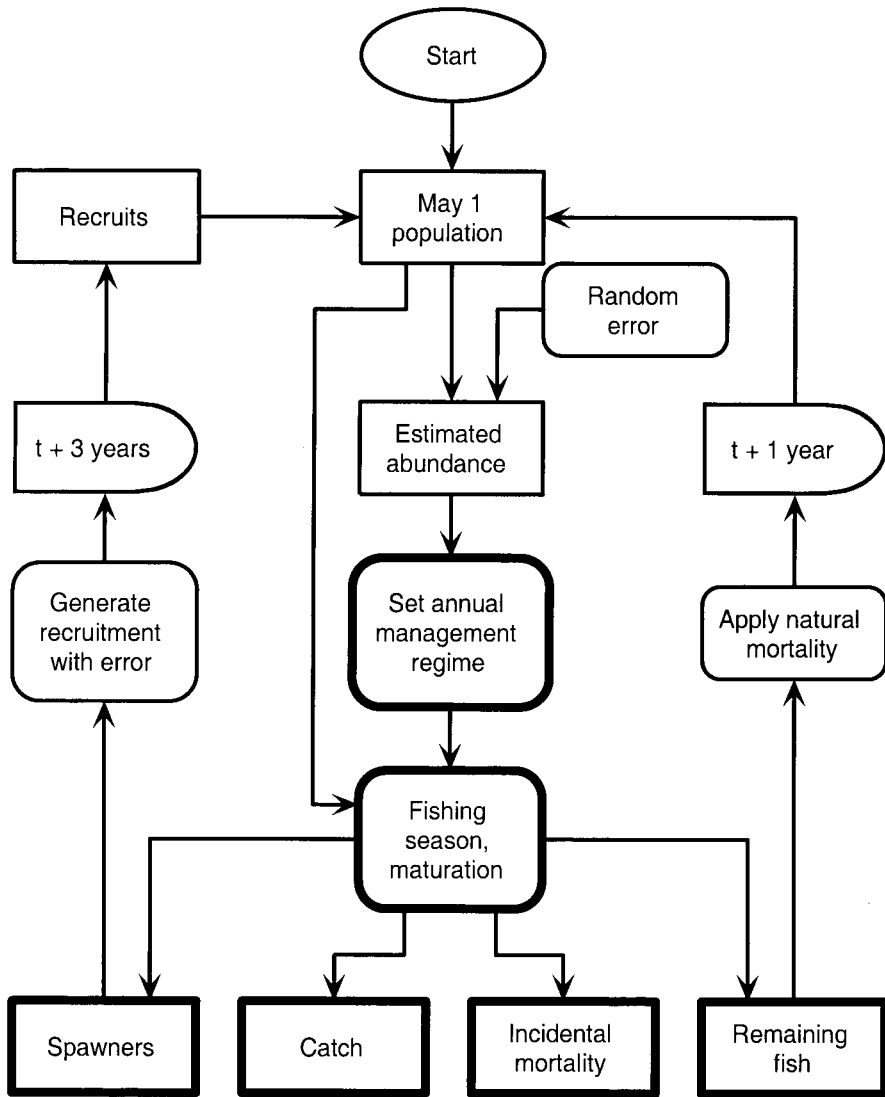 Start
Recruits
May 1
population
Random
error
t + 3 years
Estimated
abundance
t + 1 year
Generate
recruitment
with error
Set annual
management
regime
Apply natural
mortality
Fishing
season,
maturation
Spawners
Catch
Incidental
mortality
Remaining
fish